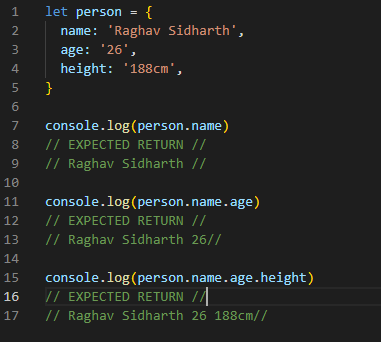 1 let person = {
2   name: 'Raghav Sidharth',
3   age: '26',
4   height: '188cm',
5 }
6
7 console.log(person.name)
8 // EXPECTED RETURN //
9 // Raghav Sidharth //
10
11 console.log(person.name.age)
12 // EXPECTED RETURN //
13 // Raghav Sidharth 26//
14
15 console.log(person.name.age.height)
16 // EXPECTED RETURN //
17 // Raghav Sidharth 26 188cm//